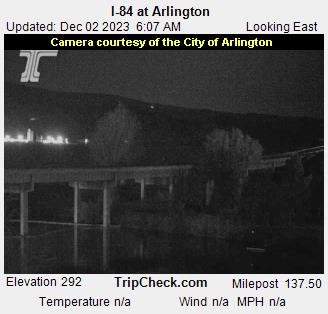 I-84 at Arlington
Updated: Dec 02 2023 6:07 AM Looking East
Camera courtesy of the City of Arlington
Elevation 292 TripCheck.com Milepost 137.50
Temperature n/a Wind n/a MPH n/a